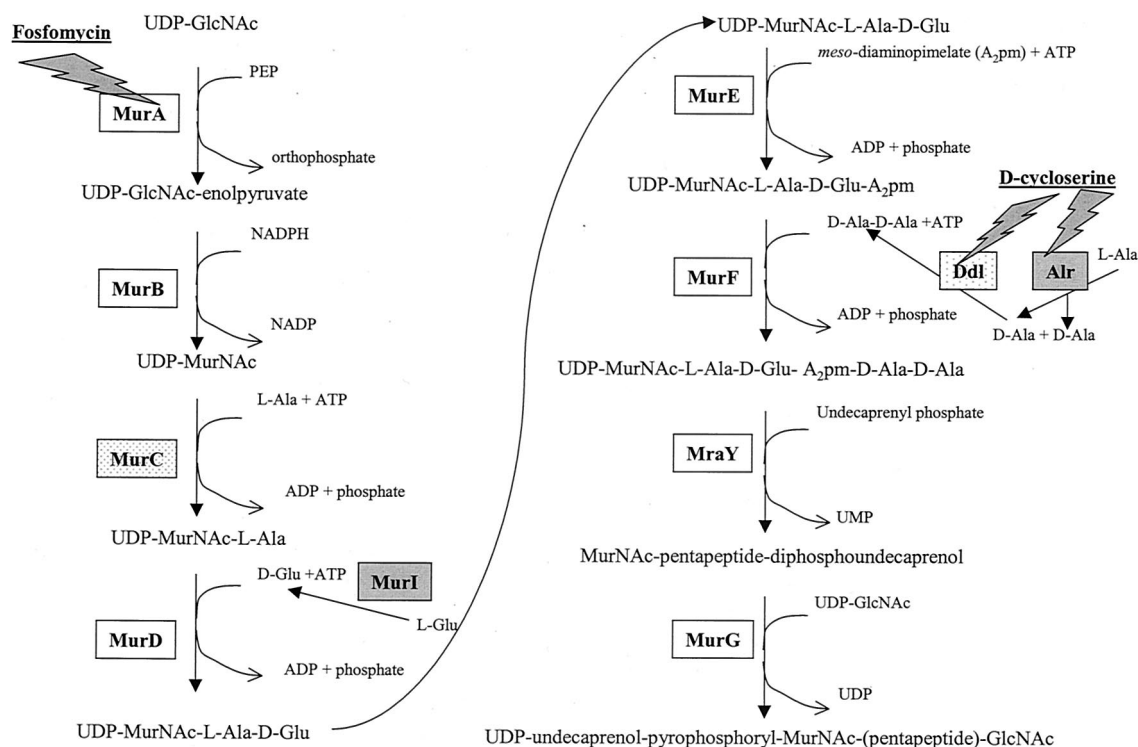 UDP-GlcNAc
Fosfomycin
PEP
MurA
orthophosphate
UDP-GlcNAc-enolpyruvate
NADPH
MurB
NADP
UDP-MurNAc
L-Ala + ATP
MurC
ADP + phosphate
UDP-MurNAc-L-Ala
D-Glu +ATP
MurI
L-Glu
MurD
ADP + phosphate
UDP-MurNAc-L-Ala-D-Glu
UDP-MurNAc-L-Ala-D-Glu
meso-diaminopimelate (A₂pm) + ATP
MurE
ADP + phosphate
UDP-MurNAc-L-Ala-D-Glu-A₂pm
D-cycloserine
D-Ala-D-Ala +ATP
Ddl
Alr
L-Ala
MurF
ADP + phosphate
D-Ala + D-Ala
UDP-MurNAc-L-Ala-D-Glu- A₂pm-D-Ala-D-Ala
Undecaprenyl phosphate
MraY
UMP
MurNAc-pentapeptide-diphosphoundecaprenol
UDP-GlcNAc
MurG
UDP
UDP-undecaprenol-pyrophosphoryl-MurNAc-(pentapeptide)-GlcNAc